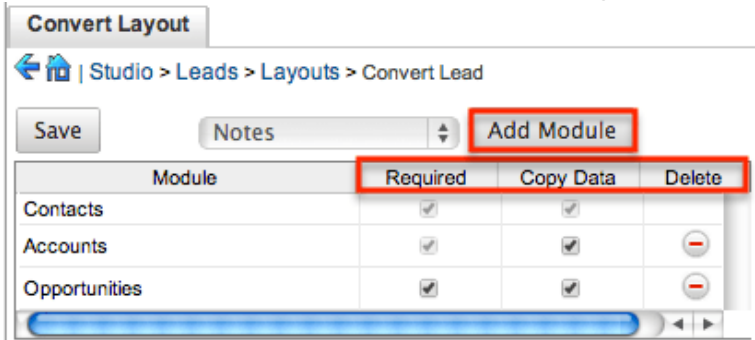 Convert Layout
| Studio > Leads > Layouts > Convert Lead
Save Notes Add Module
Module Required Copy Data Delete
Contacts
Accounts
Opportunities